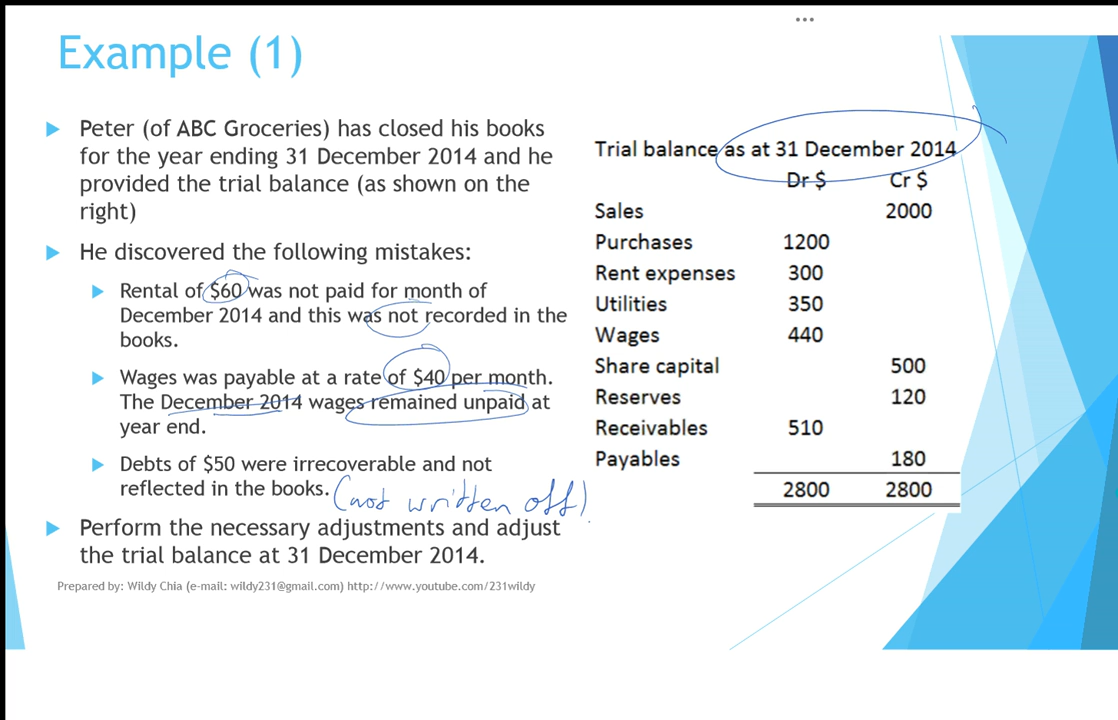 Example (1)
Peter (of ABC Groceries) has closed his books
for the year ending 31 December 2014 and he
provided the trial balance (as shown on the
right)
He discovered the following mistakes:
Rental of $60 was not paid for month of
December 2014 and this was not recorded in the
books.
Wages was payable at a rate of $40 per month.
The December 2014 wages remained unpaid at
year end.
Debts of $50 were irrecoverable and not
reflected in the books. (not written off)
Perform the necessary adjustments and adjust
the trial balance at 31 December 2014.
Prepared by: Wildy Chia (e-mail: wildy231@gmail.com) http://www.youtube.com/231wildy
Trial balance as at 31 December 2014
Dr $ Cr $
Sales 2000
Purchases 1200
Rent expenses 300
Utilities 350
Wages 440
Share capital 500
Reserves 120
Receivables 510
Payables 180
2800 2800